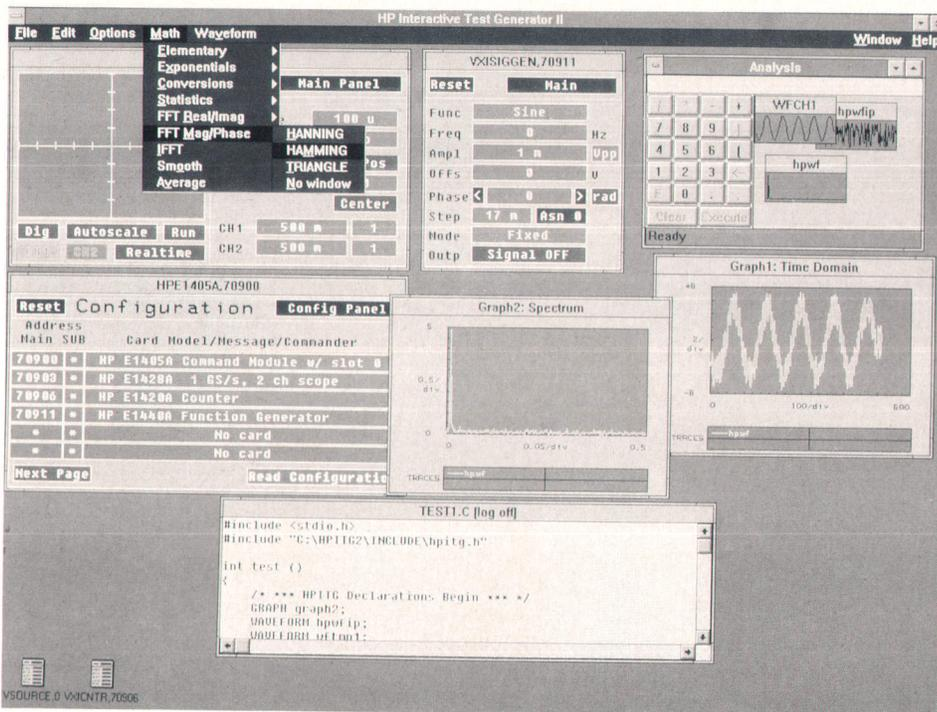 HP Interactive Test Generator II
File Edit Options Math Waveform Window Help
Elementary
Exponentials
Conversions
Statistics
FFT Real/Imag
FFT Mag/Phase
IFFT
Smooth
Average
HANNING
HAMMING
TRIANGLE
No window
Main Panel
100 u
Pos
Center
Dig Autoscale Run
CH2 Realtime
CH1 500 m 1
CH2 500 m 1
VXISIGGEN,70911
Reset Main
Func Sine
Freq 0 Hz
Ampl 1 m Vpp
Offs 0 V
Phase < 0 > rad
Step 17 m Asn 0
Mode Fixed
Outp Signal OFF
Analysis
7 8 9
4 5 6
1 2 3
E 0 .
Clear Execute
WFCH1
hpwfip
hpwf
Ready
HPE1405A,70900
Reset Configuration Config Panel
Address
Main SUB Card Model/Message/Commander
70900 * HP E1405A Command Module w/ slot 0
70903 * HP E1428A 1 GS/s, 2 ch scope
70906 * HP E1420A Counter
70911 * HP E1440A Function Generator
* * No card
* * No card
Next Page Read Configuratio
Graph2: Spectrum
5
0.5/
div
0
0 0.05/div 0.5
TRACES hpwf
Graph1: Time Domain
+6
2/
div
-6
0 100/div 600
TRACES hpwf
TEST1.C [log off]
#include <stdio.h>
#include "C:\HPITG2\INCLUDE\hpitg.h"
int test ()
{
/* *** HPITG Declarations Begin *** */
GRAPH graph2;
WAVEFORM hpwfip;
WAVEFORM wftmp1;
VSOURCE,0 VXICNTR,70906